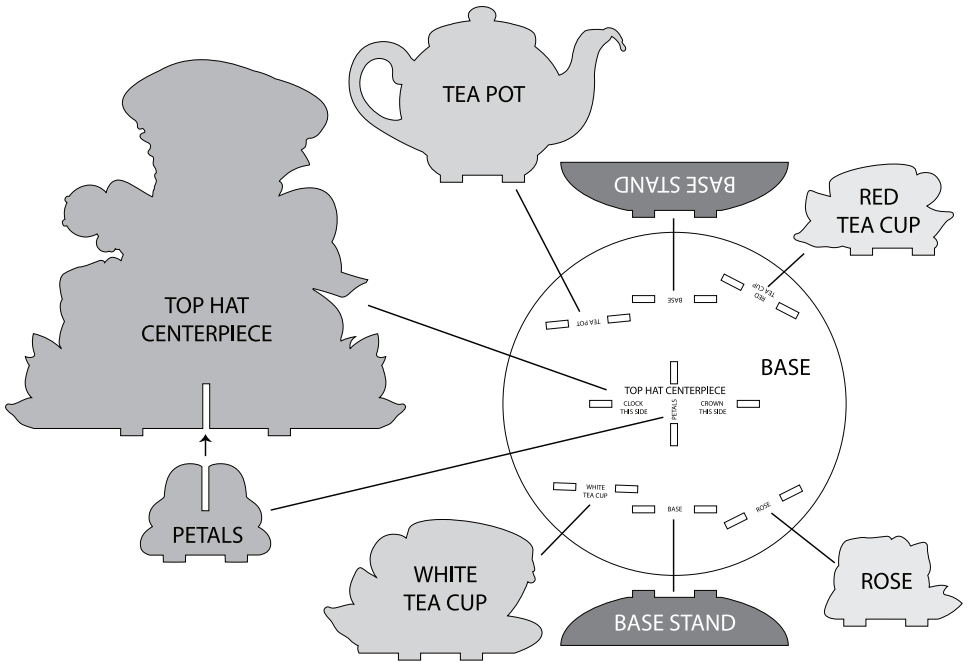 TEA POT
BASE STAND
RED
TEA CUP
TOP HAT
CENTERPIECE
BASE
RED
TEA CUP
TEA POT
BASE
TOP HAT CENTERPIECE
CLOCK
THIS SIDE
PETALS
CROWN
THIS SIDE
WHITE
TEA CUP
BASE
ROSE
PETALS
WHITE
TEA CUP
BASE STAND
ROSE